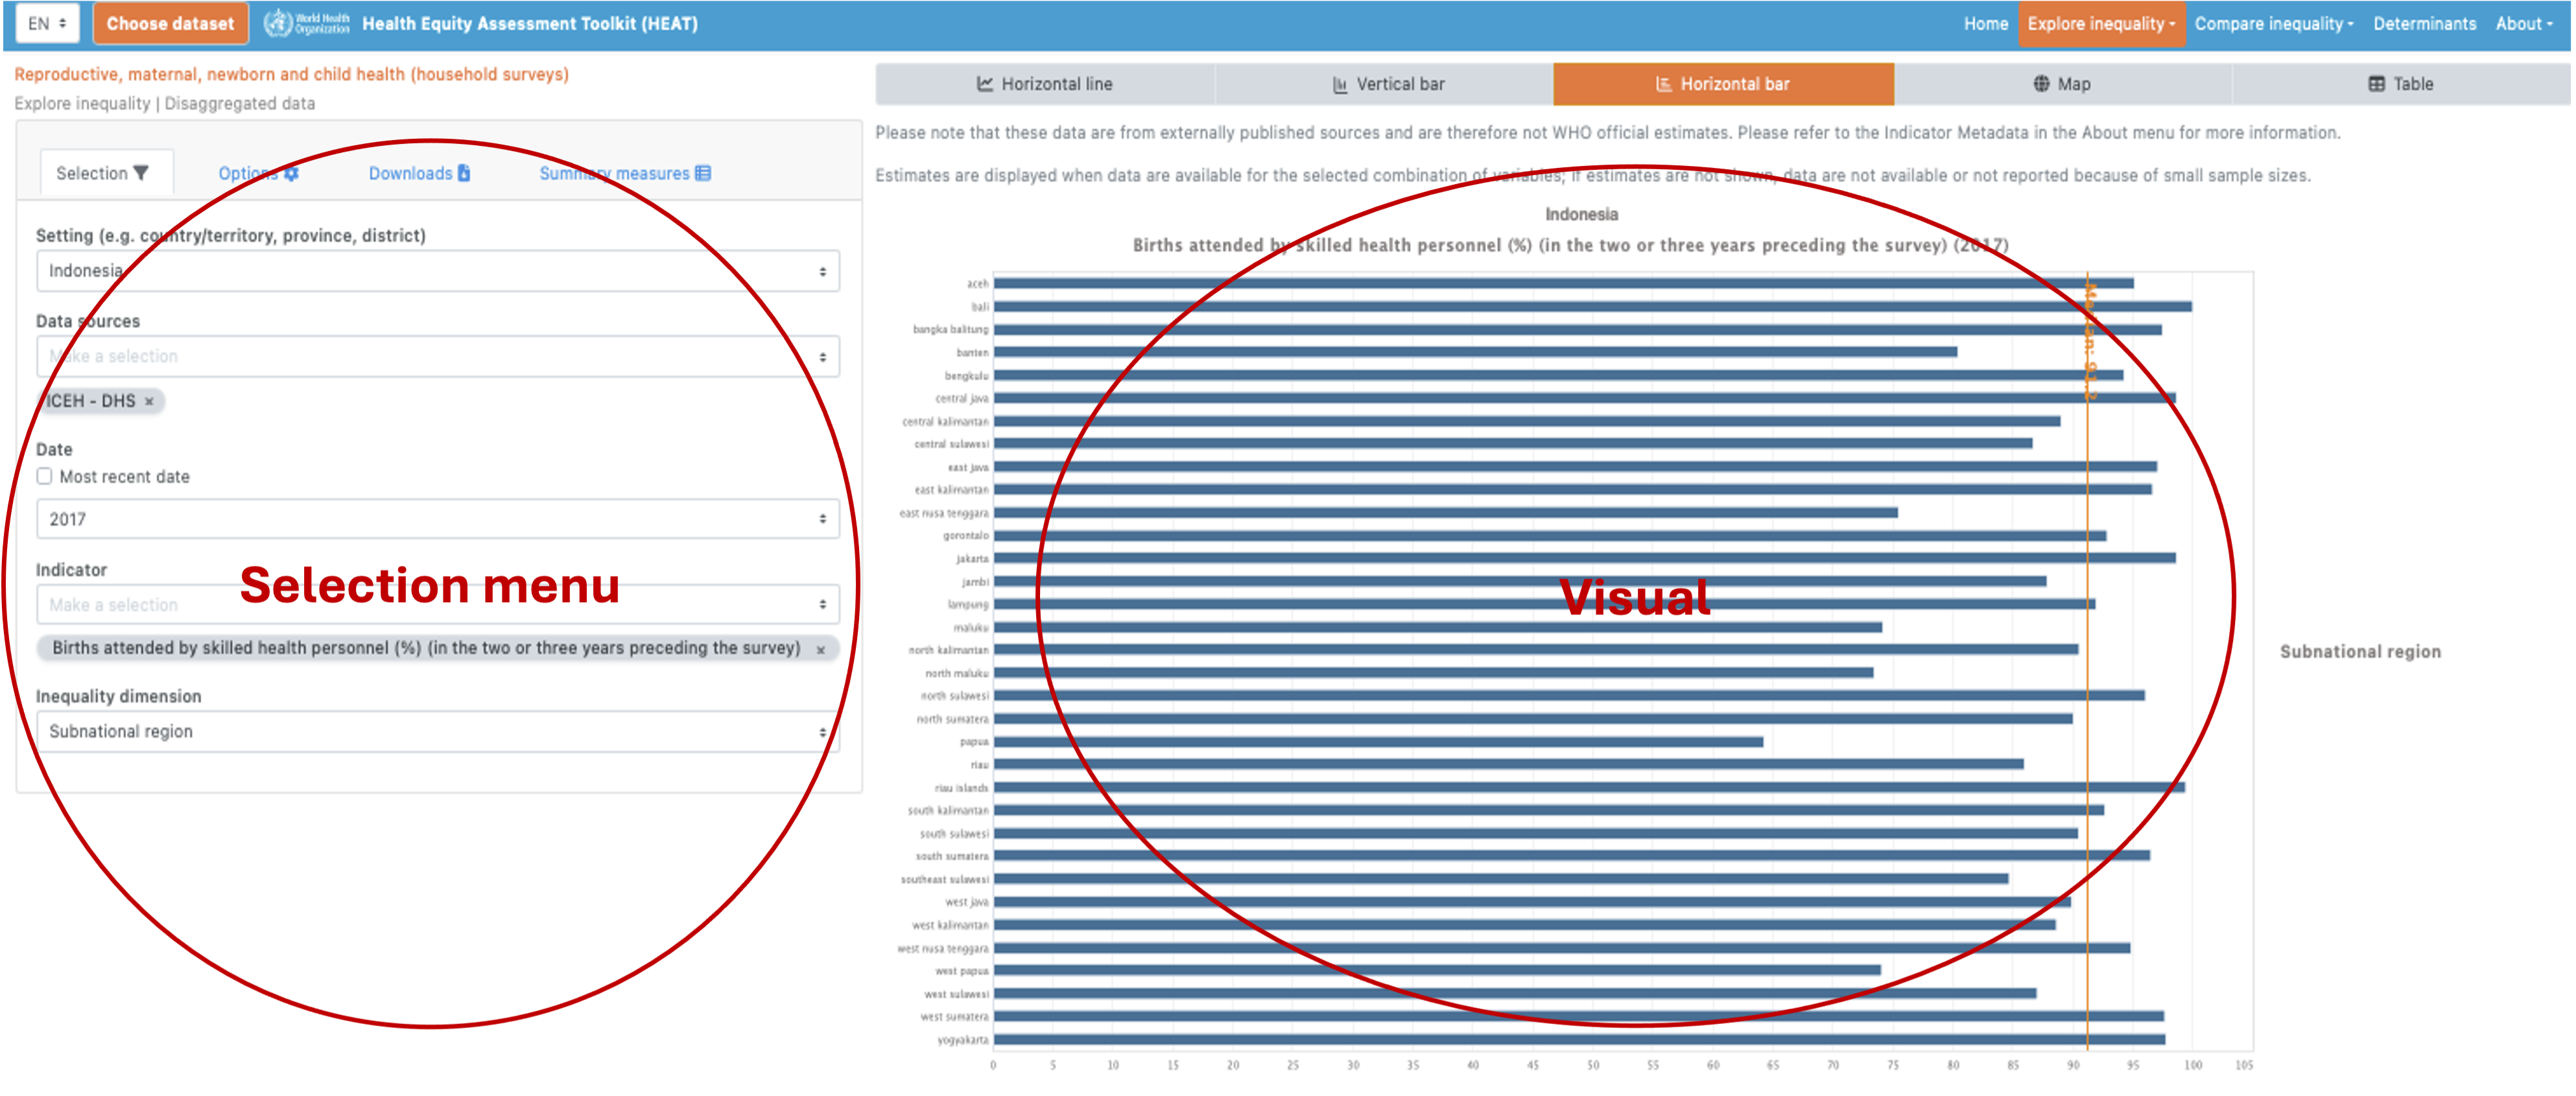 EN
Choose dataset
World Health Organization
Health Equity Assessment Toolkit (HEAT)
Home
Explore inequality
Compare inequality
Determinants
About
Reproductive, maternal, newborn and child health (household surveys)
Explore inequality | Disaggregated data
Selection
Options
Downloads
Summary measures
Setting (e.g. country/territory, province, district)
Indonesia
Data sources
Make a selection
ICEH - DHS ×
Date
Most recent date
2017
Indicator
Make a selection
Births attended by skilled health personnel (%) (in the two or three years preceding the survey) ×
Inequality dimension
Subnational region
Selection menu
Horizontal line
Vertical bar
Horizontal bar
Map
Table
Please note that these data are from externally published sources and are therefore not WHO official estimates. Please refer to the Indicator Metadata in the About menu for more information.
Estimates are displayed when data are available for the selected combination of variables; if estimates are not shown, data are not available or not reported because of small sample sizes.
Indonesia
Births attended by skilled health personnel (%) (in the two or three years preceding the survey) (2017)
aceh
bali
bangka balitung
banten
bengkulu
central java
central kalimantan
central sulawesi
east java
east kalimantan
east nusa tenggara
gorontalo
jakarta
jambi
lampung
maluku
north kalimantan
north maluku
north sulawesi
north sumatera
papua
riau
riau islands
south kalimantan
south sulawesi
south sumatera
southeast sulawesi
west java
west kalimantan
west nusa tenggara
west papua
west sulawesi
west sumatera
yogyakarta
Median: 91.2
Visual
Subnational region
0 5 10 15 20 25 30 35 40 45 50 55 60 65 70 75 80 85 90 95 100 105